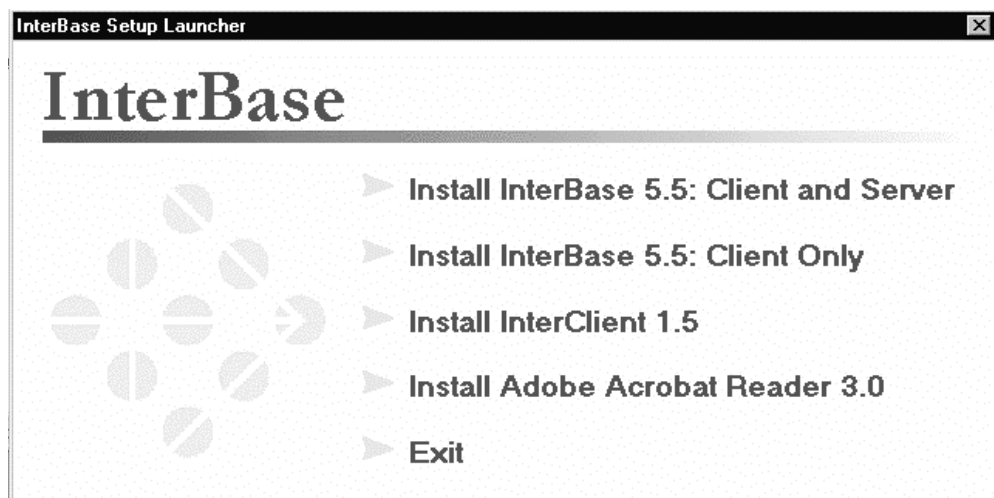 InterBase Setup Launcher
InterBase
Install InterBase 5.5: Client and Server
Install InterBase 5.5: Client Only
Install InterClient 1.5
Install Adobe Acrobat Reader 3.0
Exit